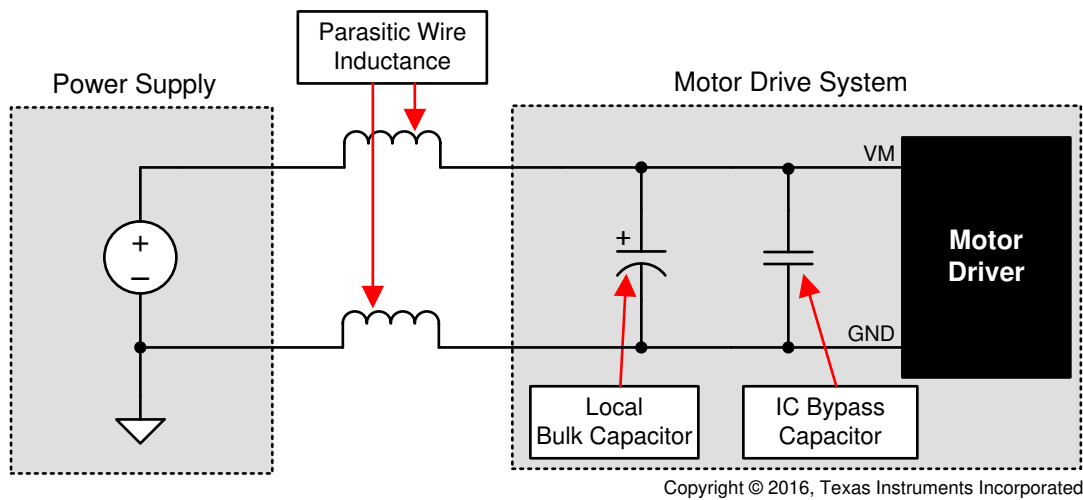 Parasitic Wire
Inductance
Power Supply
Motor Drive System
VM
+
–
+
Motor
Driver
GND
Local
Bulk Capacitor
IC Bypass
Capacitor
Copyright © 2016, Texas Instruments Incorporated